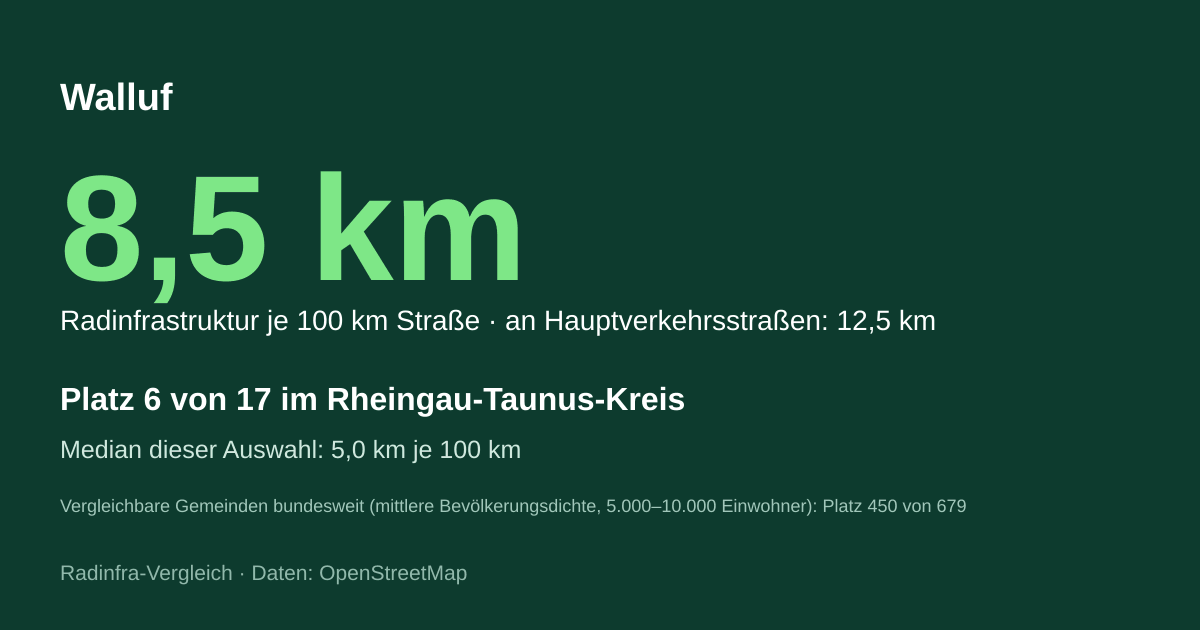 Walluf
8,5 km
Radinfrastruktur je 100 km Straße · an Hauptverkehrsstraßen: 12,5 km
Platz 6 von 17 im Rheingau-Taunus-Kreis
Median dieser Auswahl: 5,0 km je 100 km
Vergleichbare Gemeinden bundesweit (mittlere Bevölkerungsdichte, 5.000–10.000 Einwohner): Platz 450 von 679
Radinfra-Vergleich · Daten: OpenStreetMap